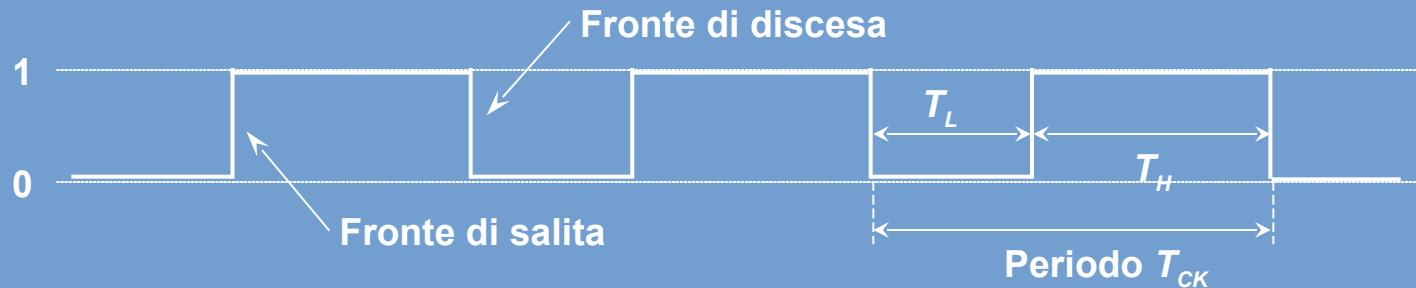 Fronte di discesa
1
T_L
0
T_H
Fronte di salita
Periodo T_CK